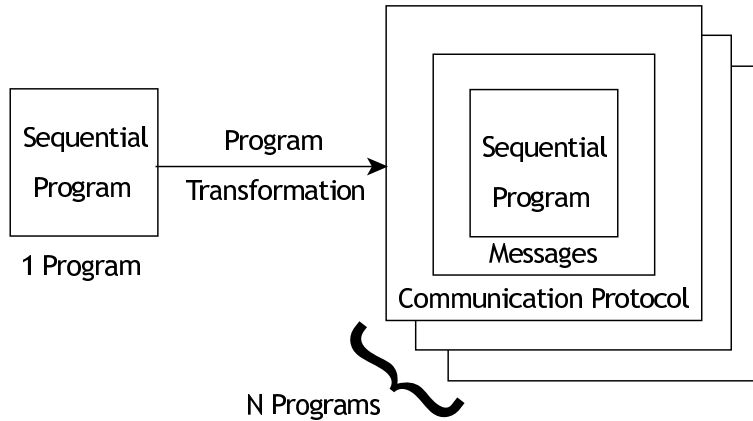 Sequential
Program
1 Program
Program
Transformation
Sequential
Program
Messages
Communication Protocol
N Programs